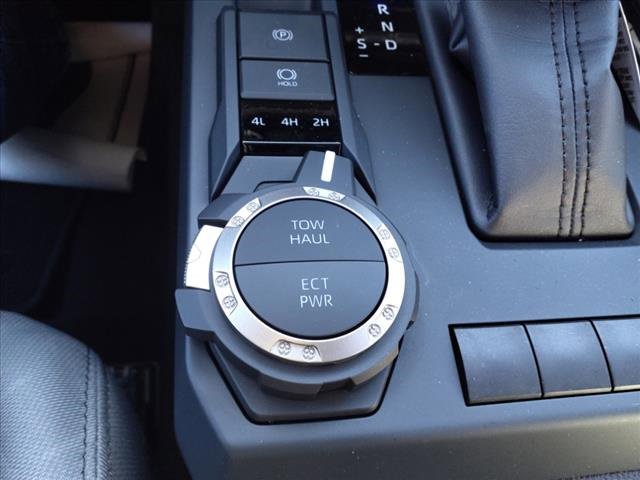 R
N
+
S - D
-
P
HOLD
4L 4H 2H
TOW
HAUL
ECT
PWR